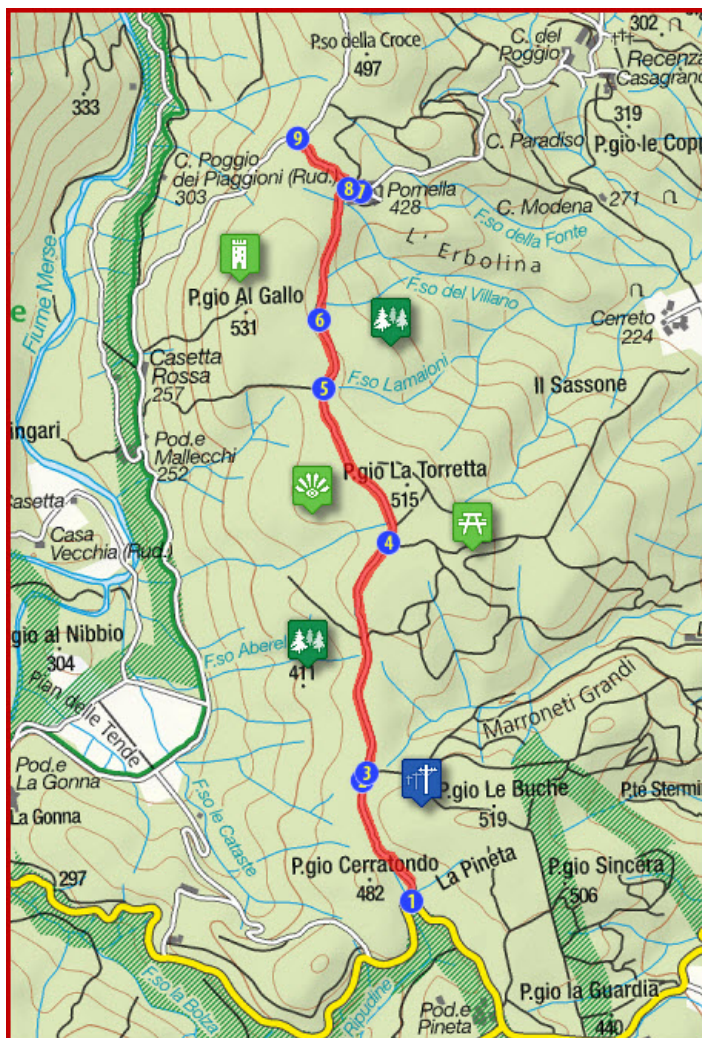 P.so della Croce
497
C. del
Poggio
302
Recenza
Casagrand
333
319
C. Paradiso
P.gio le Copp
9
C. Poggio
dei Piaggioni (Rud.)
303
8
7
Pornella
428
271
C. Modena
F.so della Fonte
L' Erbolina
Fiume Merse
P.gio Al Gallo
531
F.so del Villano
6
Cerreto
224
e
Casetta
Rossa
257
5
F.so Lamaioni
Il Sassone
ingari
Pod.e
Mallecchi
252
P.gio La Torretta
515
Casetta
Casa
Vecchia (Rud.)
4
gio al Nibbio
304
F.so Aberel
411
Pian delle Tende
Marroneti Grandi
Pod.e
La Gonna
La Gonna
3
2
P.gio Le Buche
519
P.te Stermi
F.so le Cataste
P.gio Cerratondo
482
La Pineta
P.gio Sincera
506
1
297
F.so la Bolza
Ripudine
Pod.e
Pineta
P.gio la Guardia
440